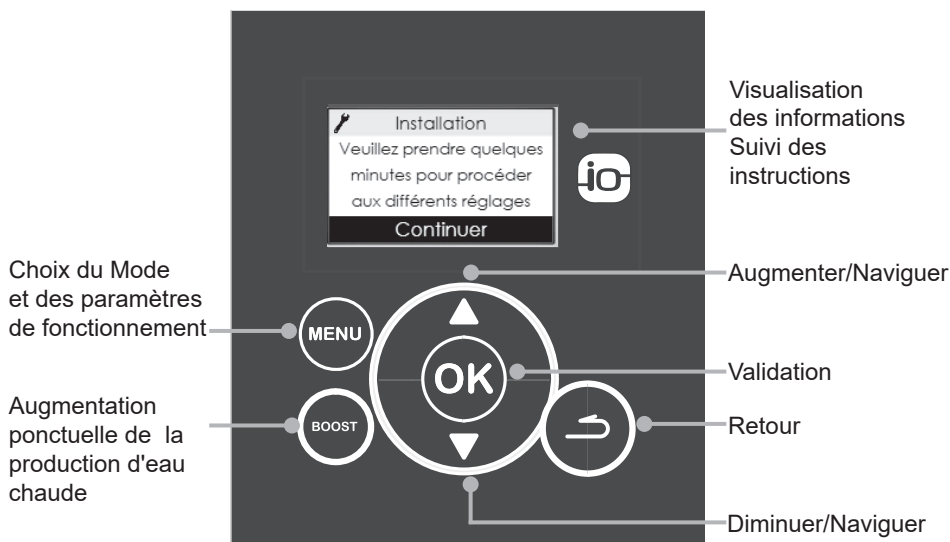 Installation
Veuillez prendre quelques
minutes pour procéder
aux différents réglages
Continuer
io
Visualisation
des informations
Suivi des
instructions
Choix du Mode
et des paramètres
de fonctionnement
MENU
Augmenter/Naviguer
OK
Validation
Augmentation
ponctuelle de la
production d'eau
chaude
BOOST
Retour
Diminuer/Naviguer